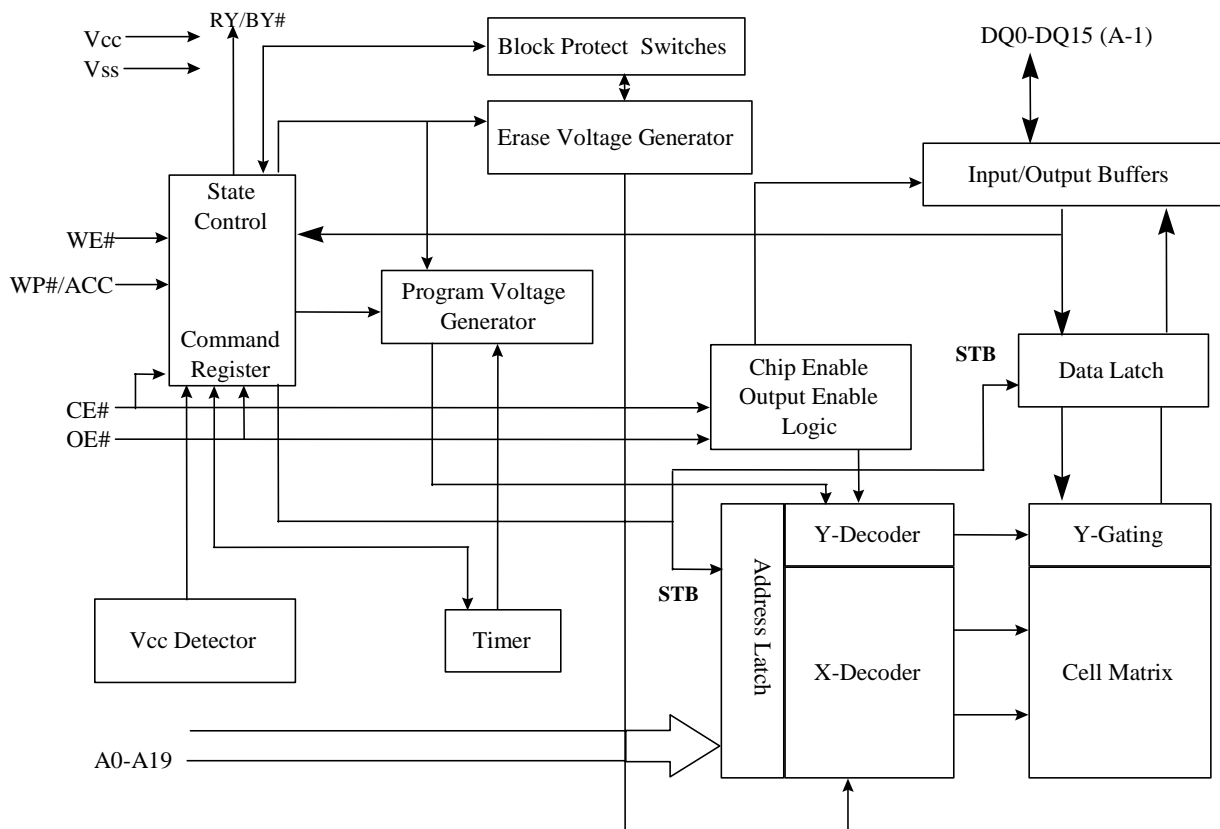 RY/BY#
Vcc
Vss
Block Protect Switches
DQ0-DQ15 (A-1)
Erase Voltage Generator
Input/Output Buffers
State
Control
WE#
WP#/ACC
Program Voltage
Generator
Command
Register
STB
Chip Enable
Output Enable
Logic
Data Latch
CE#
OE#
Y-Decoder
Y-Gating
STB
Address Latch
Vcc Detector
Timer
X-Decoder
Cell Matrix
A0-A19